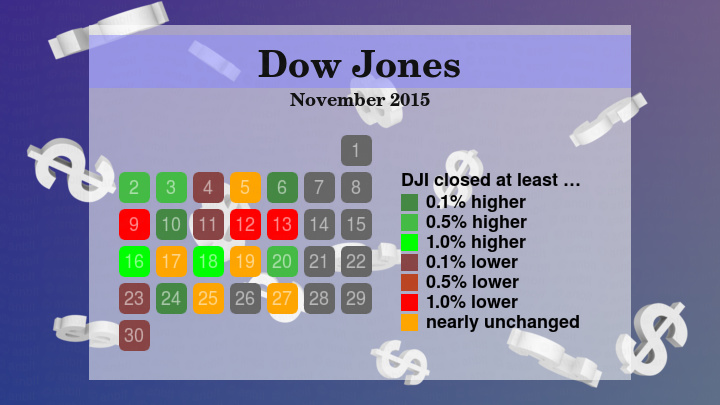 Dow Jones
November 2015
1
2 3 4 5 6 7 8
9 10 11 12 13 14 15
16 17 18 19 20 21 22
23 24 25 26 27 28 29
30
DJI closed at least …
0.1% higher
0.5% higher
1.0% higher
0.1% lower
0.5% lower
1.0% lower
nearly unchanged